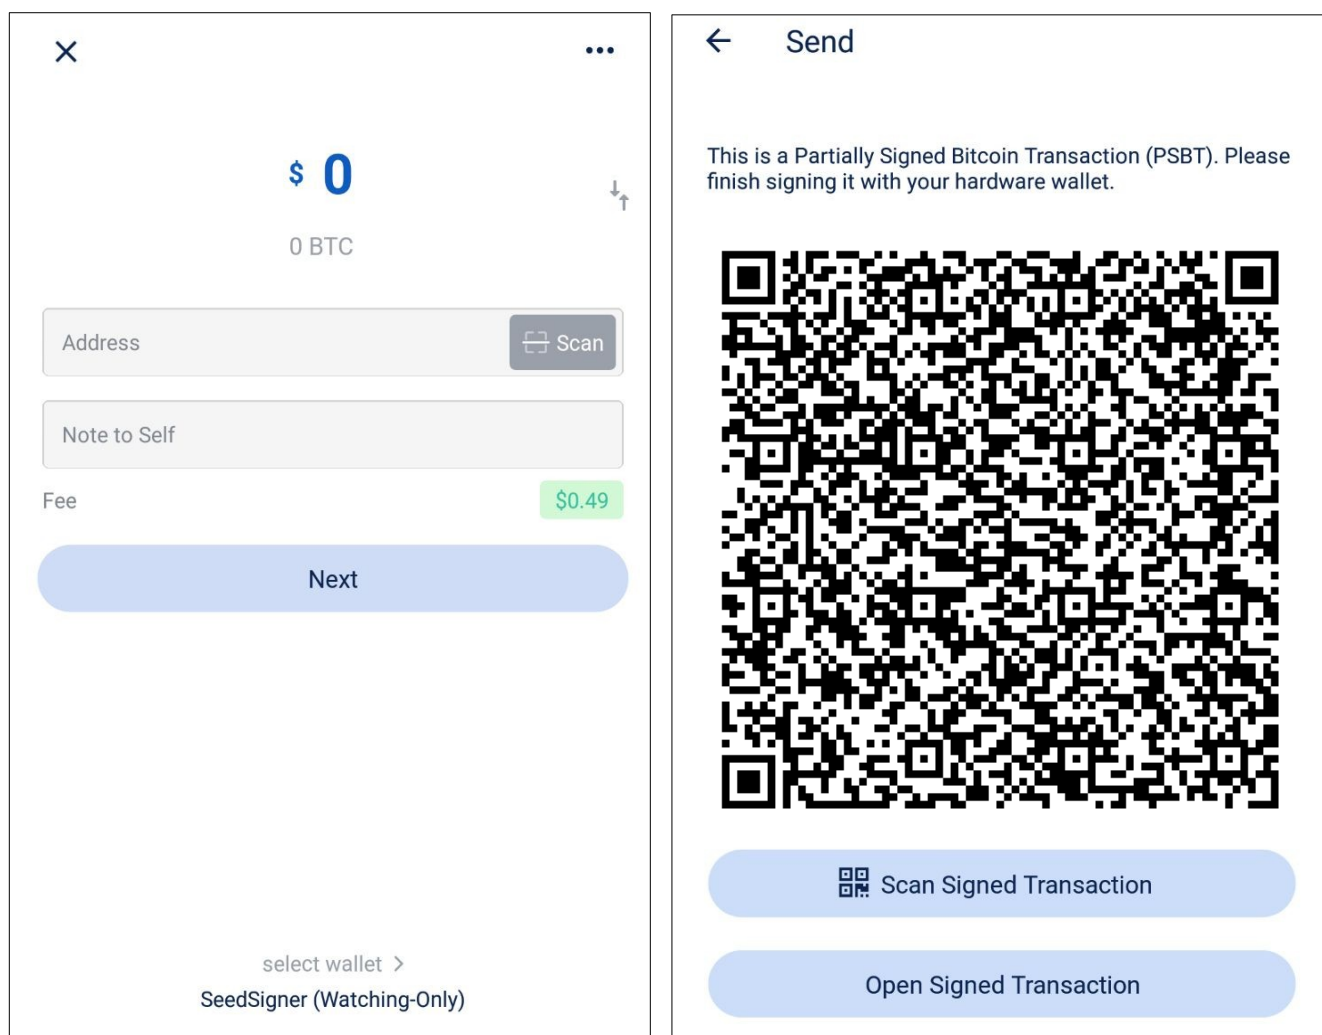 $ 0
0 BTC
Address
Scan
Note to Self
Fee
$0.49
Next
select wallet >
SeedSigner (Watching-Only)
Send
This is a Partially Signed Bitcoin Transaction (PSBT). Please
finish signing it with your hardware wallet.
Scan Signed Transaction
Open Signed Transaction